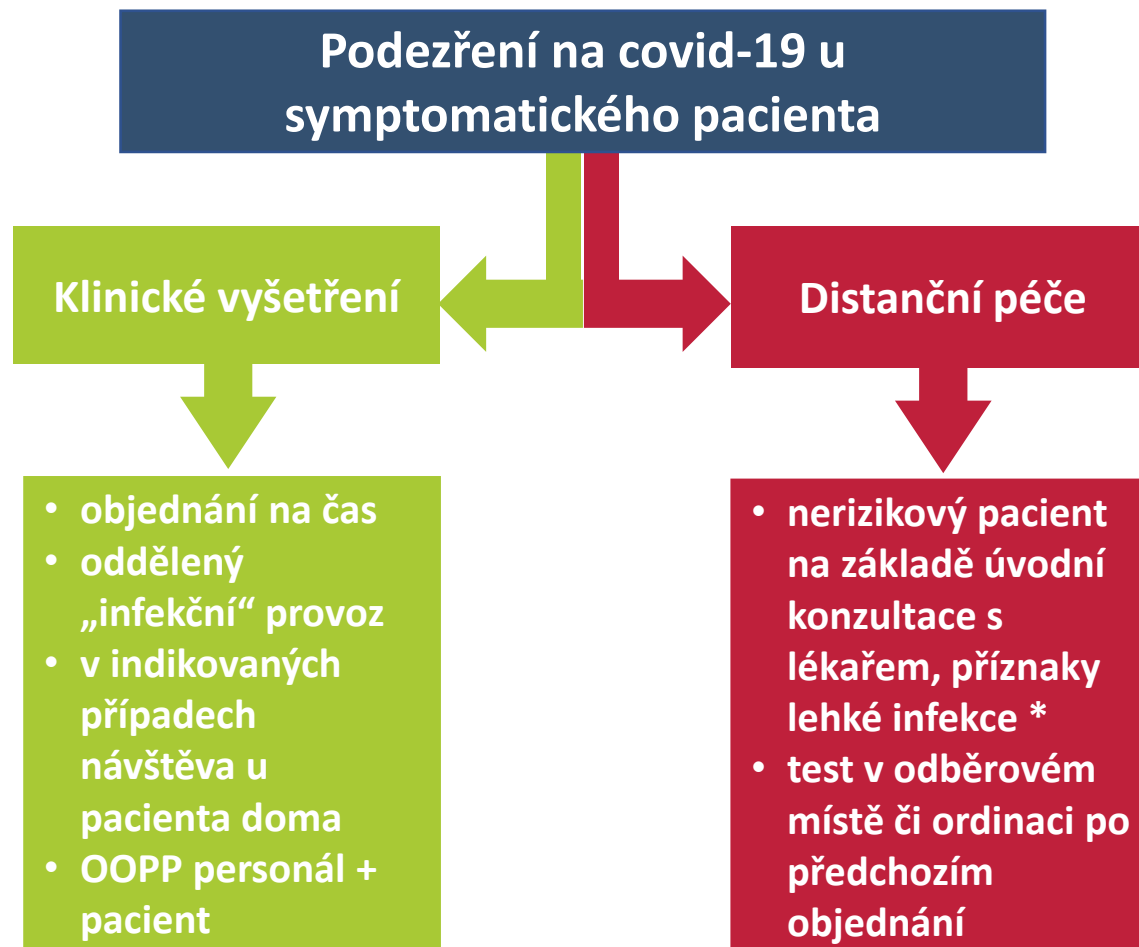 Podezření na covid-19 u
symptomatického pacienta
Klinické vyšetření
• objednání na čas
• oddělený
„infekční“ provoz
• v indikovaných
případech
návštěva u
pacienta doma
• OOPP personál +
pacient
Distanční péče
• nerizikový pacient
na základě úvodní
konzultace s
lékařem, příznaky
lehké infekce *
• test v odběrovém
místě či ordinaci po
předchozím
objednání